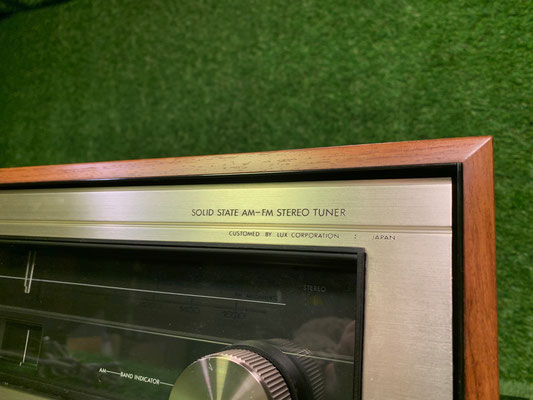 SOLID STATE AM-FM STEREO TUNER
CUSTOMED BY LUX CORPORATION : JAPAN
STEREO
AM BAND INDICATOR